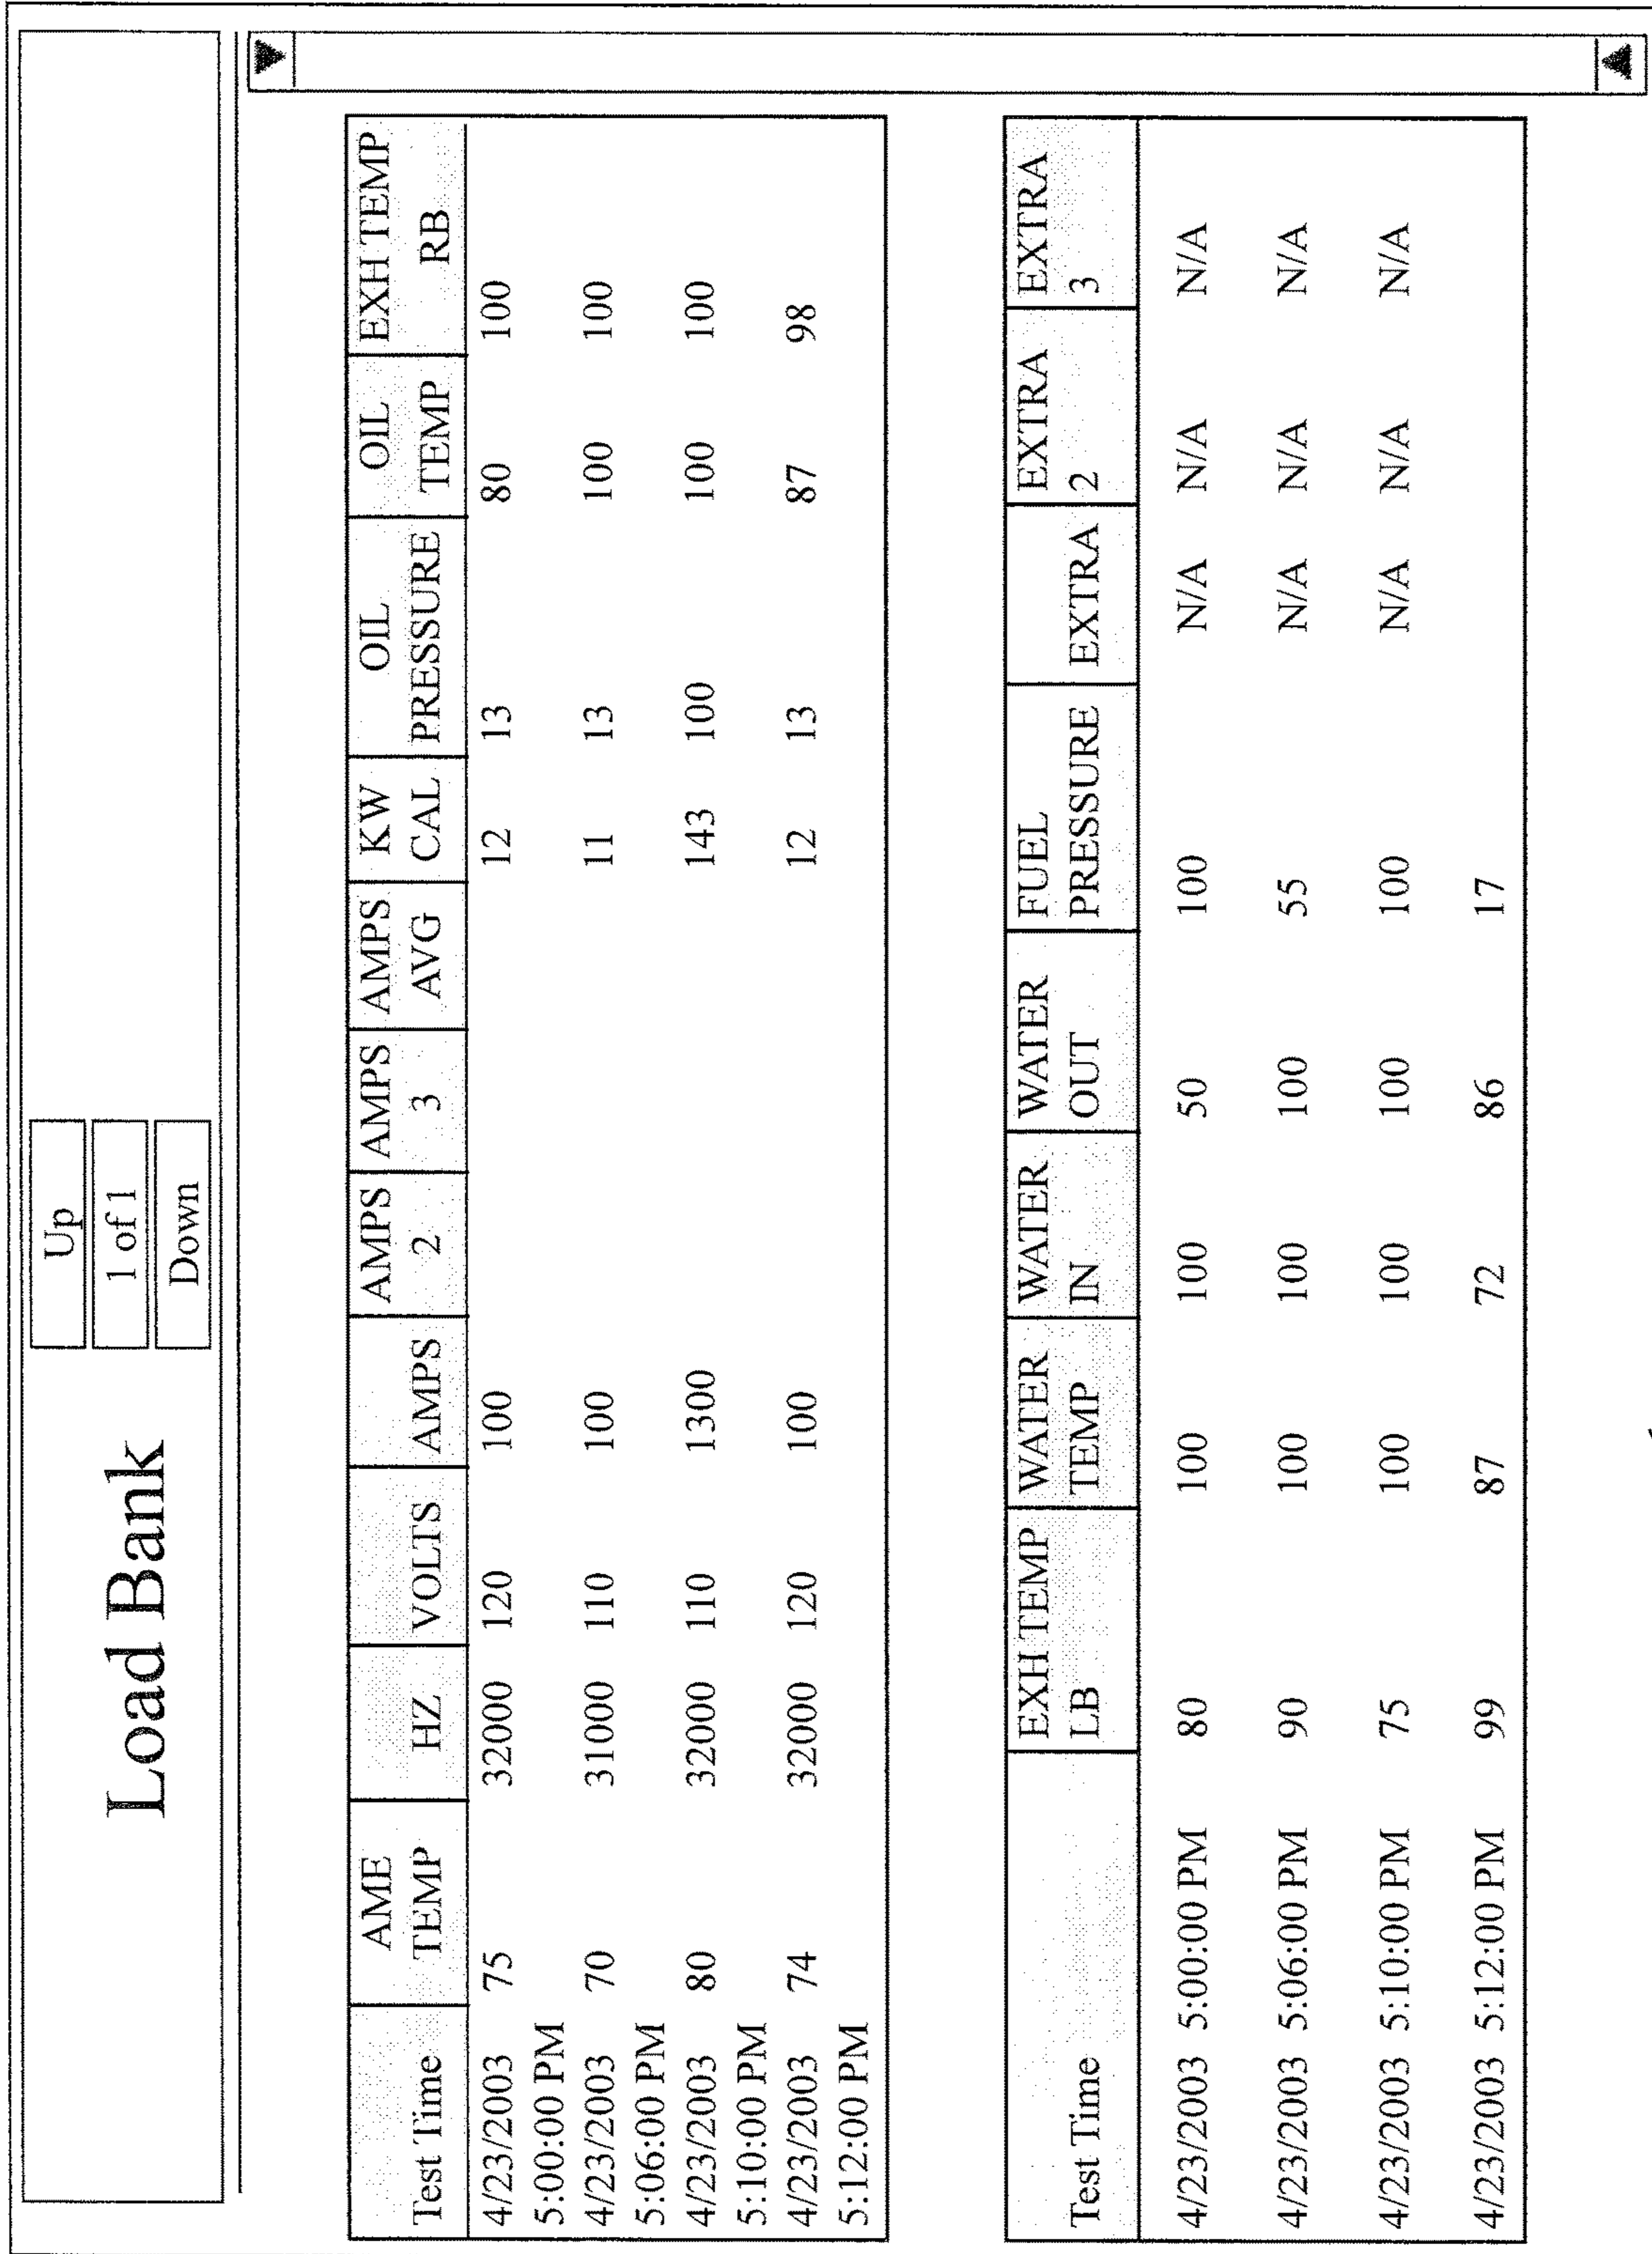 Load Bank
Up
1 of 1
Down
AME HZ VOLTS AMPS AMPS AMPS AMPS KW OIL OIL EXH TEMP
Test Time TEMP 2 3 AVG CAL PRESSURE TEMP RB
4/23/2003 75 32000 120 100 12 13 80 100
5:00:00 PM
4/23/2003 70 31000 110 100 11 13 100 100
5:06:00 PM
4/23/2003 80 32000 110 1300 143 100 100 100
5:10:00 PM
4/23/2003 74 32000 120 100 12 13 87 98
5:12:00 PM
EXH TEMP WATER WATER WATER FUEL EXTRA EXTRA
Test Time LB TEMP IN OUT PRESSURE EXTRA 2 3
4/23/2003 5:00:00 PM 80 100 100 50 100 N/A N/A N/A
4/23/2003 5:06:00 PM 90 100 100 100 55 N/A N/A N/A
4/23/2003 5:10:00 PM 75 100 100 100 100 N/A N/A N/A
4/23/2003 5:12:00 PM 99 87 72 86 17